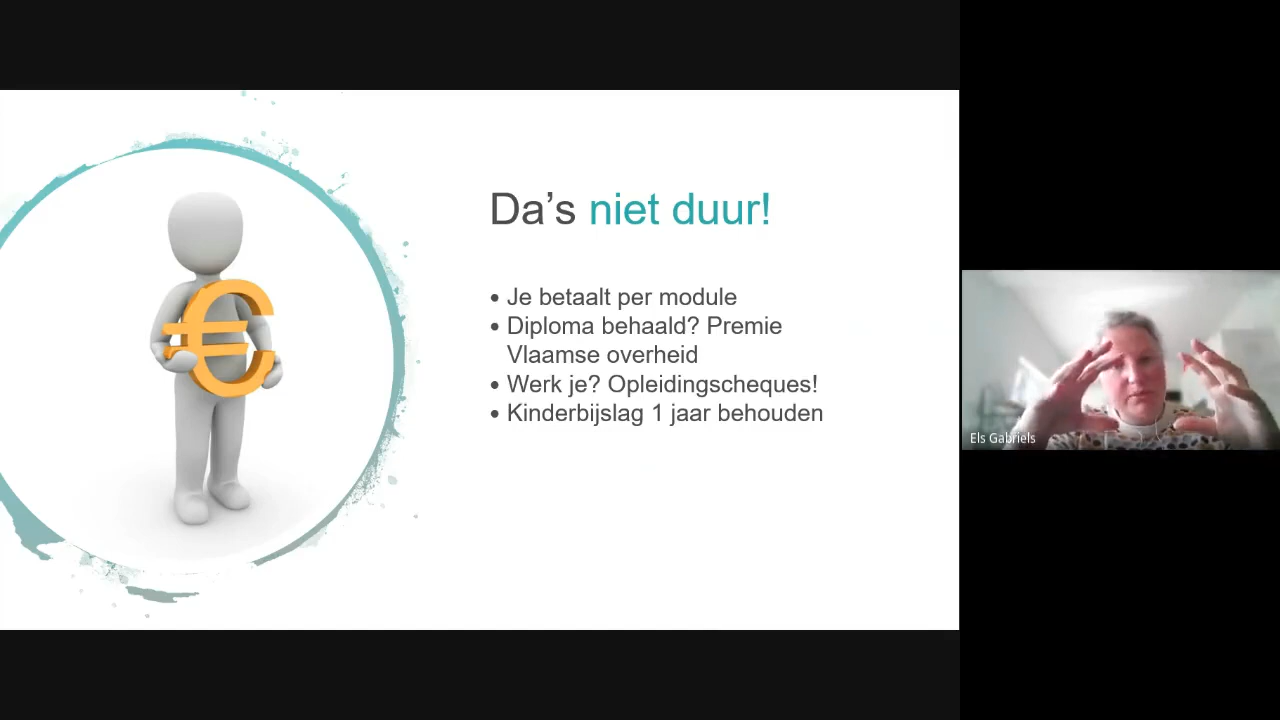 Da's niet duur!
• Je betaalt per module
• Diploma behaald? Premie
Vlaamse overheid
• Werk je? Opleidingscheques!
• Kinderbijslag 1 jaar behouden
Els Gabriels